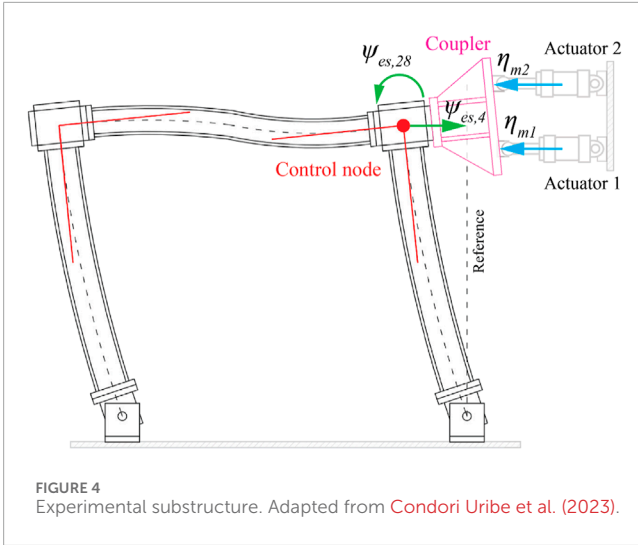 ψes,28
Coupler
Actuator 2
ηm2
ψes,4
ηm1
Control node
Actuator 1
Reference
FIGURE 4
Experimental substructure. Adapted from Condori Uribe et al. (2023).